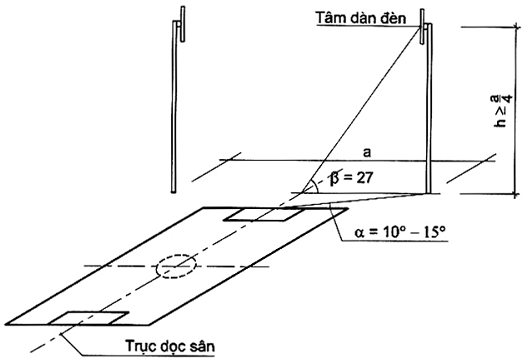 Tâm dàn đèn
h ≥ a/4
a
β = 27
α = 10° – 15°
Trục dọc sân